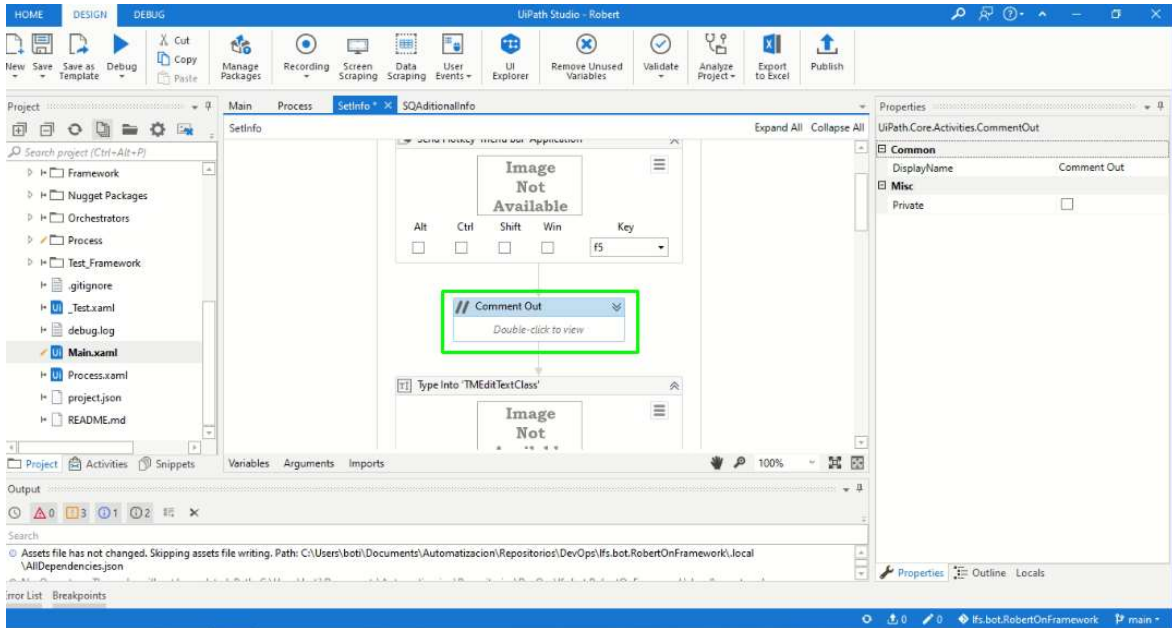 HOME DESIGN DEBUG UiPath Studio - Robert
New Save Save as Template Debug Cut Copy Paste Manage Packages Recording Screen Scraping Data Scraping User Events UI Explorer Remove Unused Variables Validate Analyze Project Export to Excel Publish
Project
Main Process SetInfo * SQAditionalInfo
Properties
SetInfo Expand All Collapse All
UiPath.Core.Activities.CommentOut
Search project (Ctrl+Alt+P)
Common
DisplayName Comment Out
Misc
Private
Framework
Nugget Packages
Orchestrators
Process
Test_Framework
.gitignore
_Test.xaml
debug.log
Main.xaml
Process.xaml
project.json
README.md
Image
Not
Available
Alt Ctrl Shift Win Key
f5
// Comment Out
Double-click to view
Type Into 'TMEditTextClass'
Image
Not
Project Activities Snippets
Variables Arguments Imports 100%
Output
0 3 1 2
Search
Assets file has not changed. Skipping assets file writing. Path: C:\Users\boti\Documents\Automatizacion\Repositorios\DevOps\lfs.bot.RobertOnFramework\.local
\AllDependencies.json
Properties Outline Locals
Error List Breakpoints
0 0 lfs.bot.RobertOnFramework main